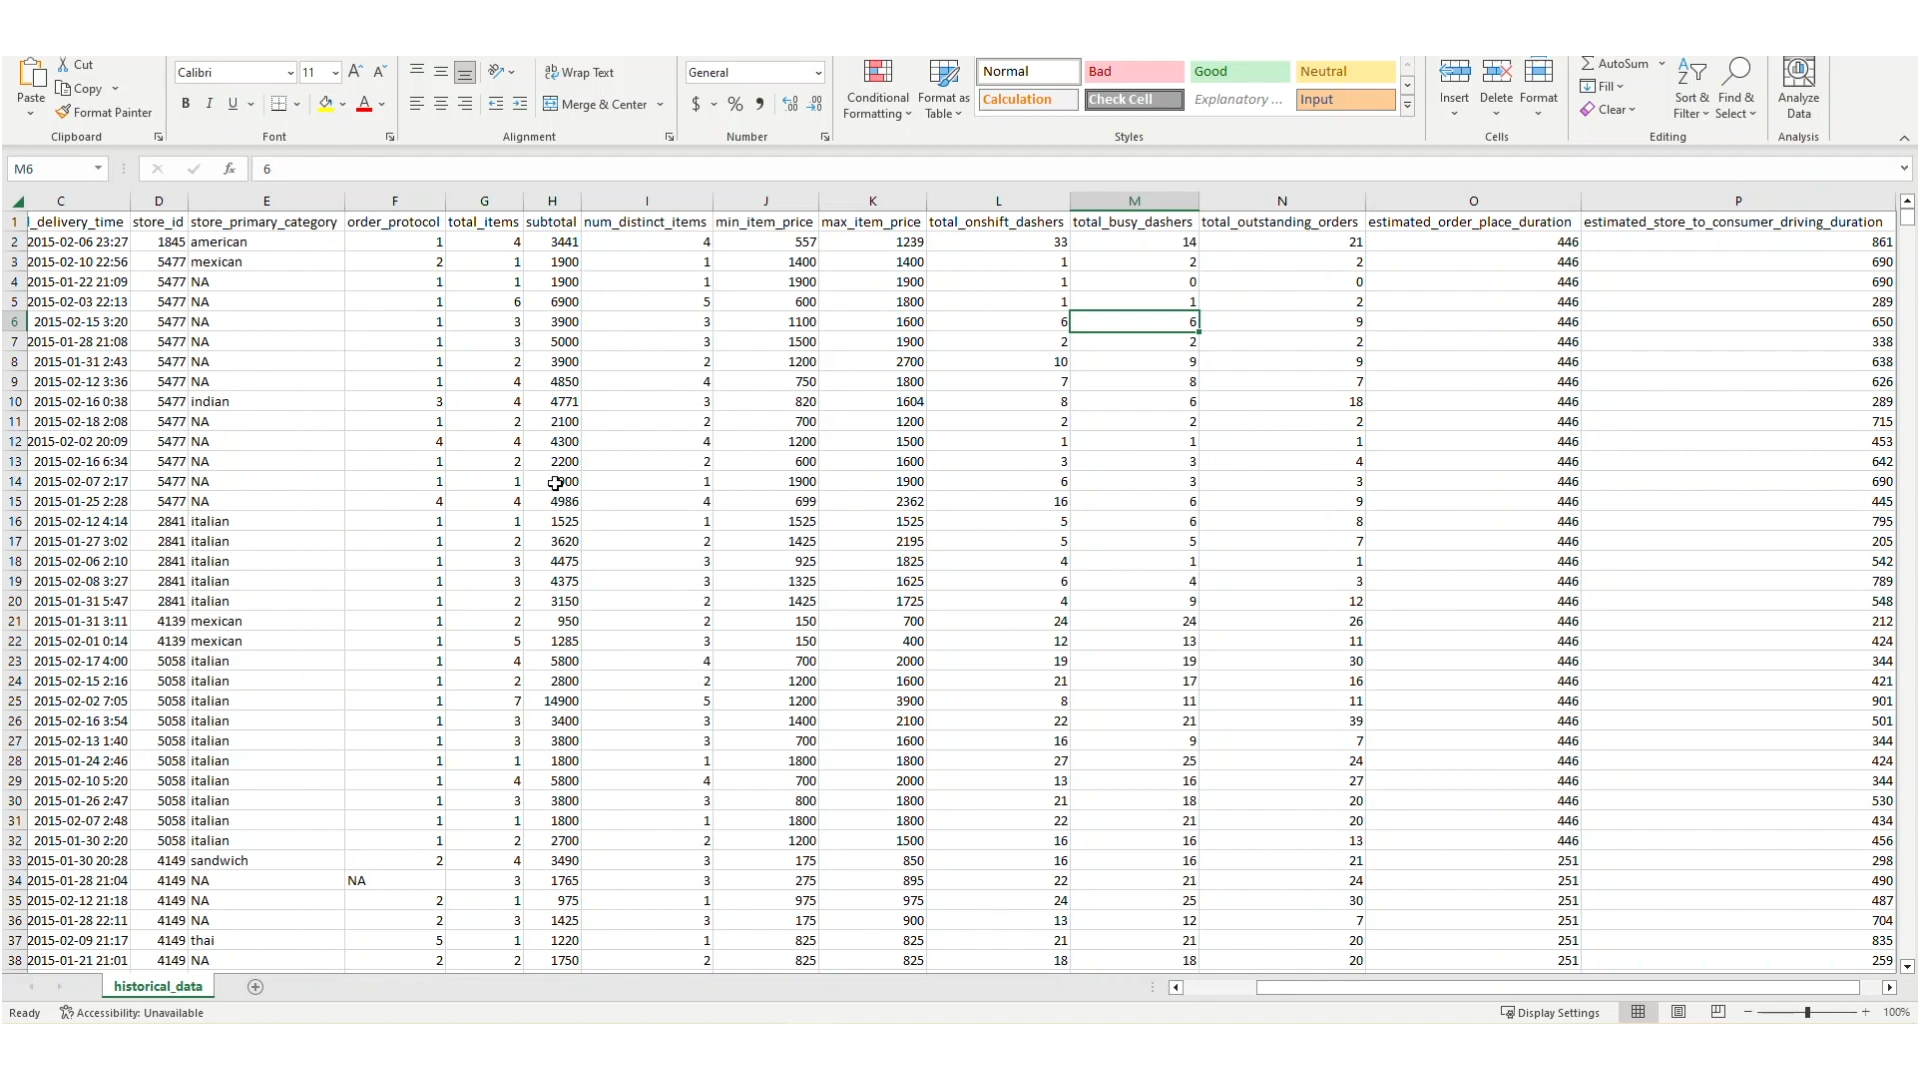 Cut
Copy
Format Painter
Paste
Clipboard
Calibri 11
B I U
Font
Wrap Text
Merge & Center
Alignment
General
$ % 9
Number
Conditional Formatting
Format as Table
Normal Bad Good Neutral
Calculation Check Cell Explanatory ... Input
Styles
Insert Delete Format
Cells
AutoSum
Fill
Clear
Sort & Filter
Find & Select
Editing
Analyze Data
Analysis
M6 fx 6
C D E F G H I J K L M N O P
1 l_delivery_time store_id store_primary_category order_protocol total_items subtotal num_distinct_items min_item_price max_item_price total_onshift_dashers total_busy_dashers total_outstanding_orders estimated_order_place_duration estimated_store_to_consumer_driving_duration
2 2015-02-06 23:27 1845 american 1 4 3441 4 557 1239 33 14 21 446 861
3 2015-02-10 22:56 5477 mexican 2 1 1900 1 1400 1400 1 2 2 446 690
4 2015-01-22 21:09 5477 NA 1 1 1900 1 1900 1900 1 0 0 446 690
5 2015-02-03 22:13 5477 NA 1 6 6900 5 600 1800 1 1 2 446 289
6 2015-02-15 3:20 5477 NA 1 3 3900 3 1100 1600 6 6 9 446 650
7 2015-01-28 21:08 5477 NA 1 3 5000 3 1500 1900 2 2 2 446 338
8 2015-01-31 2:43 5477 NA 1 2 3900 2 1200 2700 10 9 9 446 638
9 2015-02-12 3:36 5477 NA 1 4 4850 4 750 1800 7 8 7 446 626
10 2015-02-16 0:38 5477 indian 3 4 4771 3 820 1604 8 6 18 446 289
11 2015-02-18 2:08 5477 NA 1 2 2100 2 700 1200 2 2 2 446 715
12 2015-02-02 20:09 5477 NA 4 4 4300 4 1200 1500 1 1 1 446 453
13 2015-02-16 6:34 5477 NA 1 2 2200 2 600 1600 3 3 4 446 642
14 2015-02-07 2:17 5477 NA 1 1 1 1900 1900 6 3 3 446 690
15 2015-01-25 2:28 5477 NA 4 4 4986 4 699 2362 16 6 9 446 445
16 2015-02-12 4:14 2841 italian 1 1 1525 1 1525 1525 5 6 8 446 795
17 2015-01-27 3:02 2841 italian 1 2 3620 2 1425 2195 5 5 7 446 205
18 2015-02-06 2:10 2841 italian 1 3 4475 3 925 1825 4 1 1 446 542
19 2015-02-08 3:27 2841 italian 1 3 4375 3 1325 1625 6 4 3 446 789
20 2015-01-31 5:47 2841 italian 1 2 3150 2 1425 1725 4 9 12 446 548
21 2015-01-31 3:11 4139 mexican 1 2 950 2 150 700 24 24 26 446 212
22 2015-02-01 0:14 4139 mexican 1 5 1285 3 150 400 12 13 11 446 424
23 2015-02-17 4:00 5058 italian 1 4 5800 4 700 2000 19 19 30 446 344
24 2015-02-15 2:16 5058 italian 1 2 2800 2 1200 1600 21 17 16 446 421
25 2015-02-02 7:05 5058 italian 1 7 14900 5 1200 3900 8 11 11 446 901
26 2015-02-16 3:54 5058 italian 1 3 3400 3 1400 2100 22 21 39 446 501
27 2015-02-13 1:40 5058 italian 1 3 3800 3 700 1600 16 9 7 446 344
28 2015-01-24 2:46 5058 italian 1 1 1800 1 1800 1800 27 25 24 446 424
29 2015-02-10 5:20 5058 italian 1 4 5800 4 700 2000 13 16 27 446 344
30 2015-01-26 2:47 5058 italian 1 3 3800 3 800 1800 21 18 20 446 530
31 2015-02-07 2:48 5058 italian 1 1 1800 1 1800 1800 22 21 20 446 434
32 2015-01-30 2:20 5058 italian 1 2 2700 2 1200 1500 16 16 13 446 456
33 2015-01-30 20:28 4149 sandwich 2 4 3490 3 175 850 16 16 21 251 298
34 2015-01-28 21:04 4149 NA NA 3 1765 3 275 895 22 21 24 251 490
35 2015-02-12 21:18 4149 NA 2 1 975 1 975 975 24 25 30 251 487
36 2015-01-28 22:11 4149 NA 2 3 1425 3 175 900 13 12 7 251 704
37 2015-02-09 21:17 4149 thai 5 1 1220 1 825 825 21 21 20 251 835
38 2015-01-21 21:01 4149 NA 2 2 1750 2 825 825 18 18 20 251 259
historical_data
Ready Accessibility: Unavailable Display Settings 100%